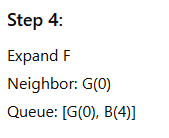 Step 4:
Expand F
Neighbor: G(0)
Queue: [G(0), B(4)]